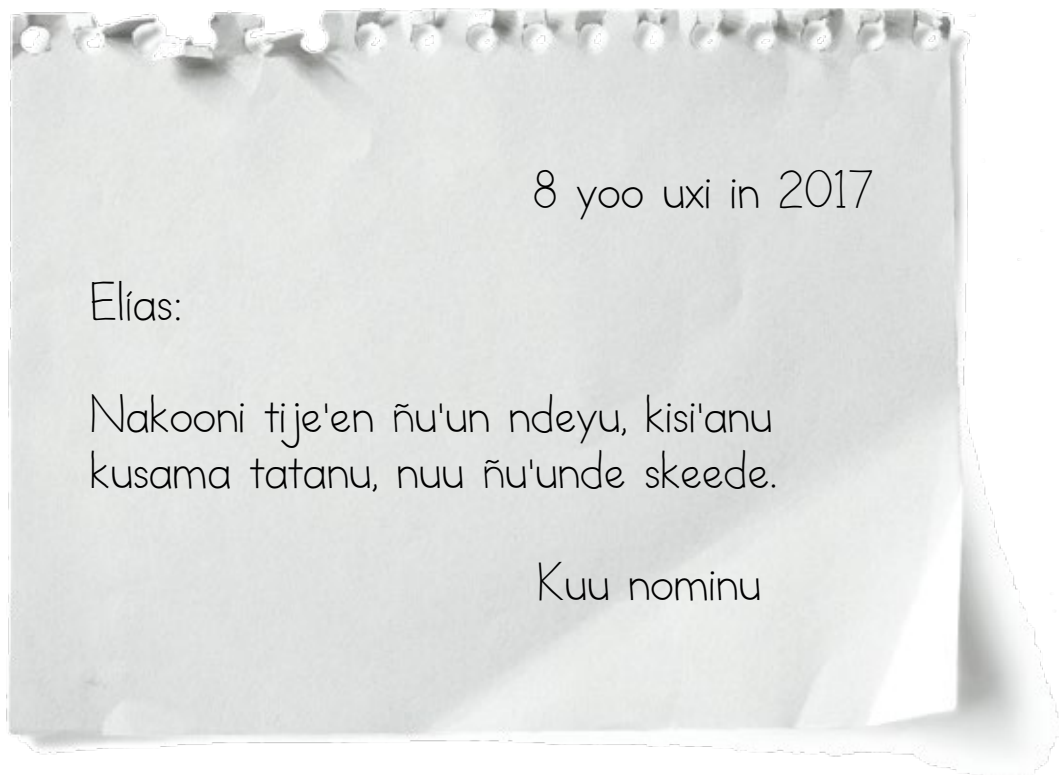 8 yoo uxi in 2017
Elías:
Nakooni tije'en ñu'un ndeyu, kisi'anu
kusama tatanu, nuu ñu'unde skeede.
Kuu nominu